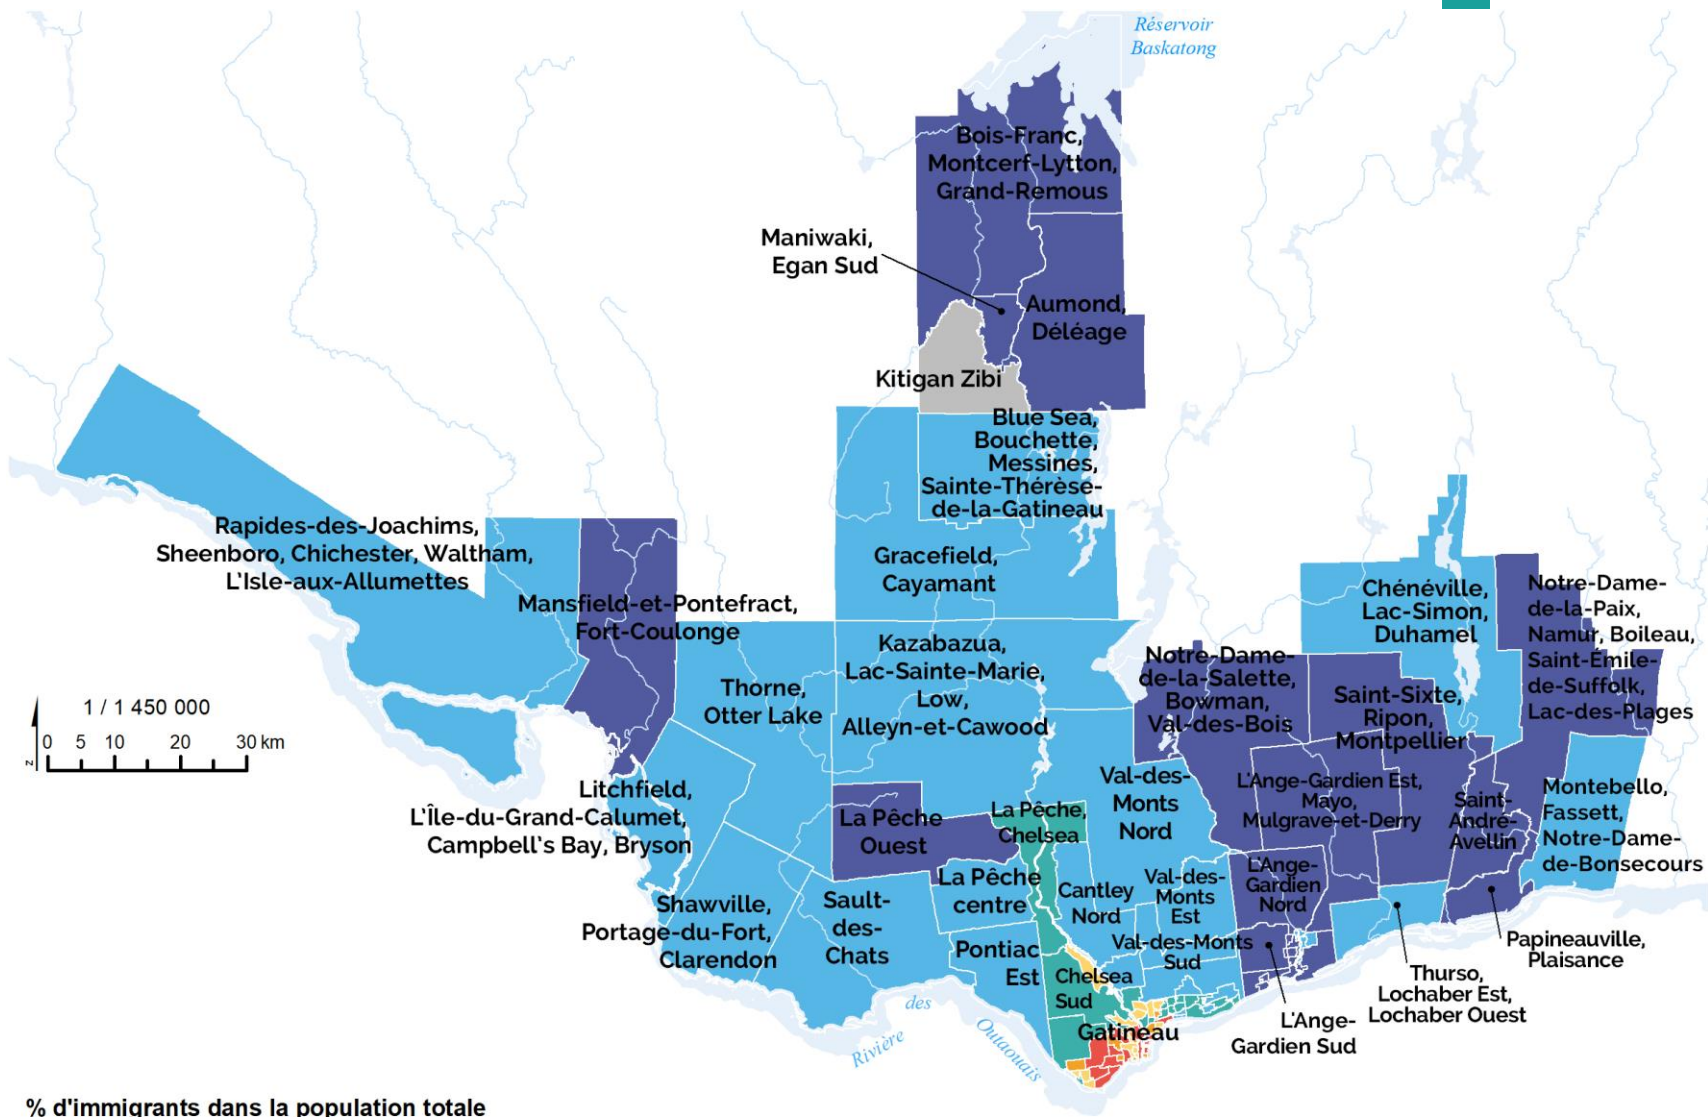 Réservoir
Baskatong
Bois-Franc,
Montcerf-Lytton,
Grand-Remous
Maniwaki,
Egan Sud
Aumond,
Déléage
Kitigan Zibi
Blue Sea,
Bouchette,
Messines,
Sainte-Thérèse-
de-la-Gatineau
Rapides-des-Joachims,
Sheenboro, Chichester, Waltham,
L'Isle-aux-Allumettes
Gracefield,
Cayamant
Mansfield-et-Pontefract,
Fort-Coulonge
Chénéville,
Lac-Simon,
Duhamel
Notre-Dame-
de-la-Paix,
Namur, Boileau,
Saint-Émile-
de-Suffolk,
Lac-des-Plages
Kazabazua,
Lac-Sainte-Marie,
Low,
Alleyn-et-Cawood
Thorne,
Otter Lake
Notre-Dame-
de-la-Salette,
Bowman,
Val-des-Bois
Saint-Sixte,
Ripon,
Montpellier
1 / 1 450 000
0 5 10 20 30 km
N
Litchfield,
L'Île-du-Grand-Calumet,
Campbell's Bay, Bryson
La Pêche
Ouest
La Pêche,
Chelsea
Val-des-
Monts
Nord
L'Ange-Gardien Est,
Mayo,
Mulgrave-et-Derry
Saint-
André-
Avellin
Montebello,
Fassett,
Notre-Dame-
de-Bonsecours
Shawville,
Portage-du-Fort,
Clarendon
Sault-
des-
Chats
La Pêche
centre
Cantley
Nord
Val-des-
Monts
Est
L'Ange-
Gardien
Nord
Pontiac
Est
Val-des-Monts
Sud
Chelsea
Sud
Papineauville,
Plaisance
Thurso,
Lochaber Est,
Lochaber Ouest
L'Ange-
Gardien Sud
Gatineau
Rivière
des
Outaouais
% d'immigrants dans la population totale